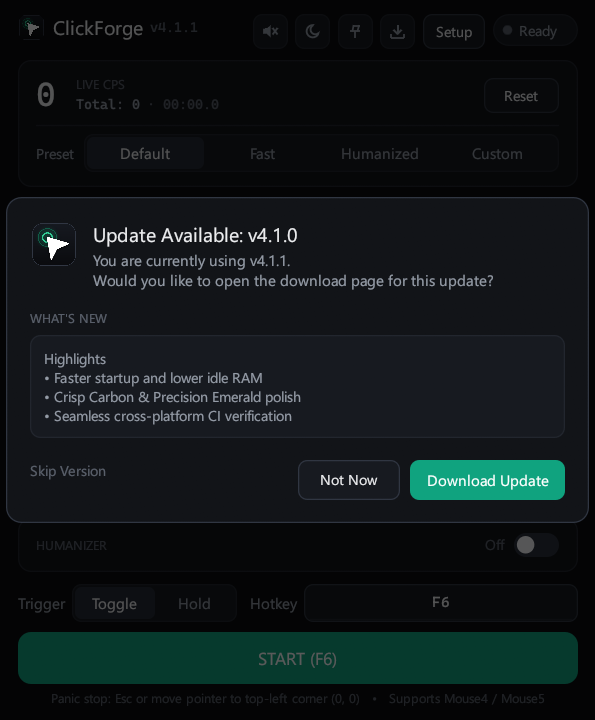 ClickForge v4.1.1
Setup
Ready
0
LIVE CPS
Total: 0 · 00:00.0
Reset
Preset
Default
Fast
Humanized
Custom
Update Available: v4.1.0
You are currently using v4.1.1.
Would you like to open the download page for this update?
WHAT'S NEW
Highlights
• Faster startup and lower idle RAM
• Crisp Carbon & Precision Emerald polish
• Seamless cross-platform CI verification
Skip Version
Not Now
Download Update
HUMANIZER
Off
Trigger
Toggle
Hold
Hotkey
F6
START (F6)
Panic stop: Esc or move pointer to top-left corner (0, 0) • Supports Mouse4 / Mouse5